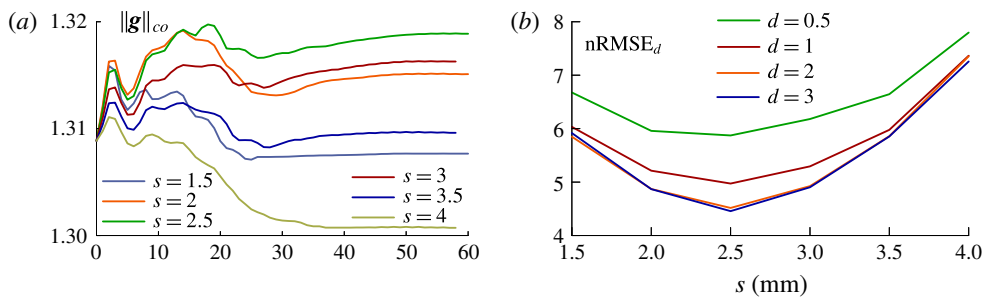 (a)
‖g‖co
1.32
1.31
1.30
s = 1.5
s = 2
s = 2.5
s = 3
s = 3.5
s = 4
0 10 20 30 40 50 60
(b)
nRMSEd
d = 0.5
d = 1
d = 2
d = 3
8
7
6
5
4
1.5 2.0 2.5 3.0 3.5 4.0
s (mm)